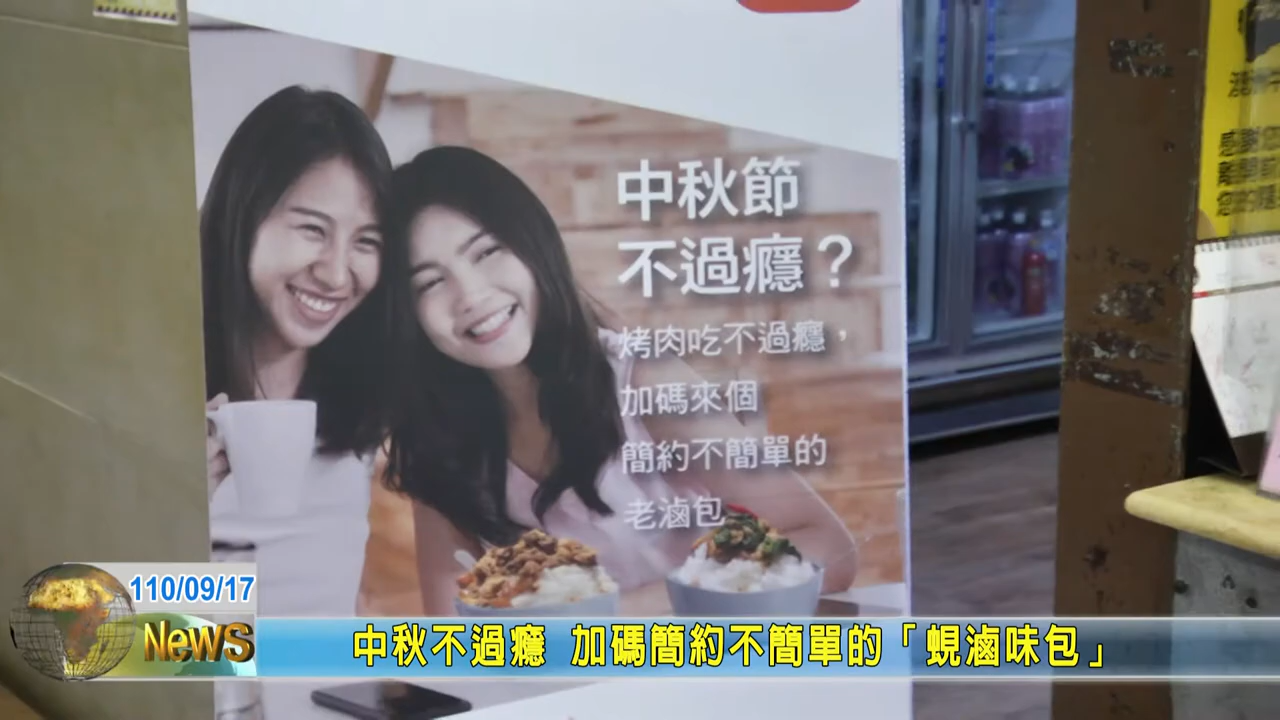 中秋節
不過癮？
烤肉吃不過癮，
加碼來個
簡約不簡單的
老滷包
110/09/17
News
中秋不過癮 加碼簡約不簡單的「蜆滷味包」